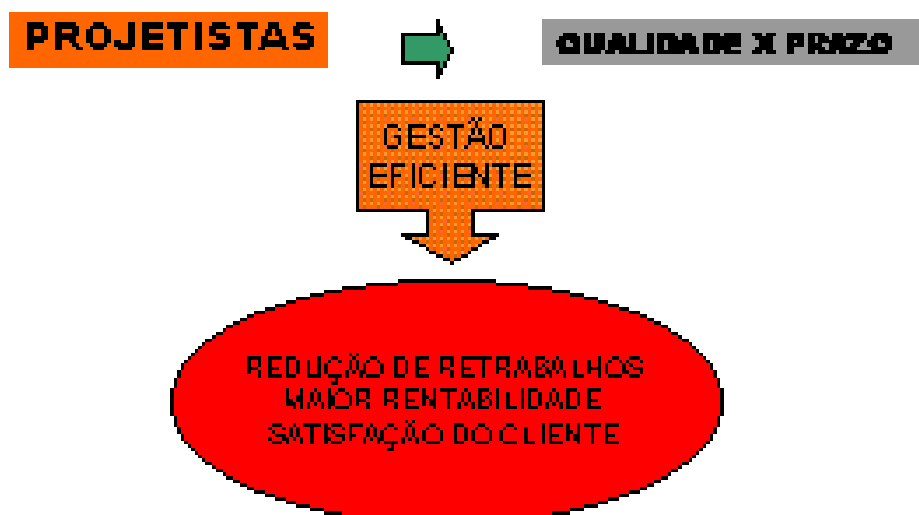 PROJETISTAS
QUALIDADE X PRAZO
GESTÃO
EFICIENTE
REDUÇÃO DE RETRABALHOS
MAIOR RENTABILIDADE
SATISFAÇÃO DO CLIENTE